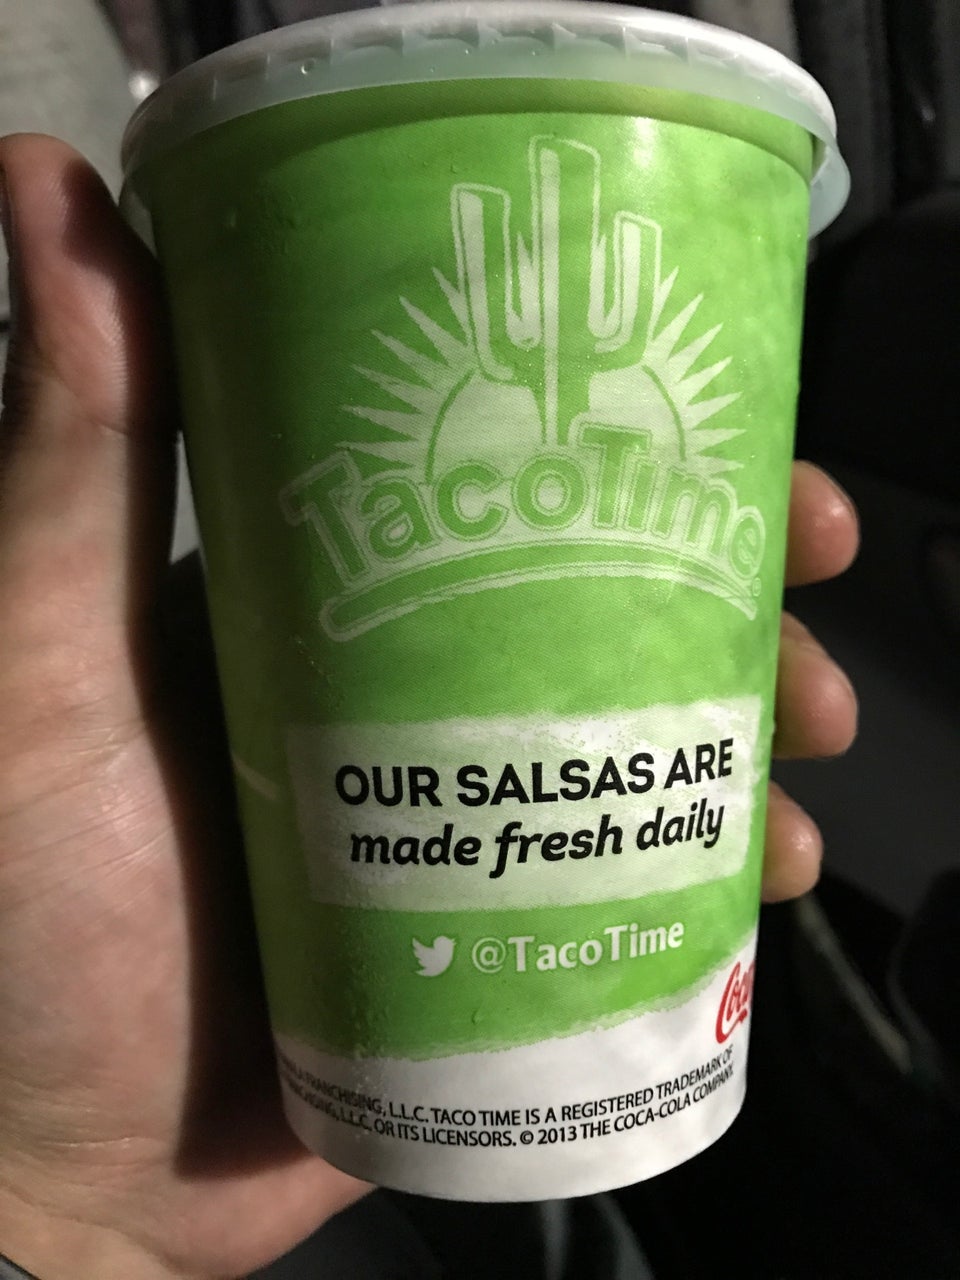 TacoTime®
OUR SALSAS ARE
made fresh daily
@TacoTime
Coca
FRANCHISING, L.L.C. TACO TIME IS A REGISTERED TRADEMARK OF
L.L.C. OR ITS LICENSORS. © 2013 THE COCA-COLA COMPANY.